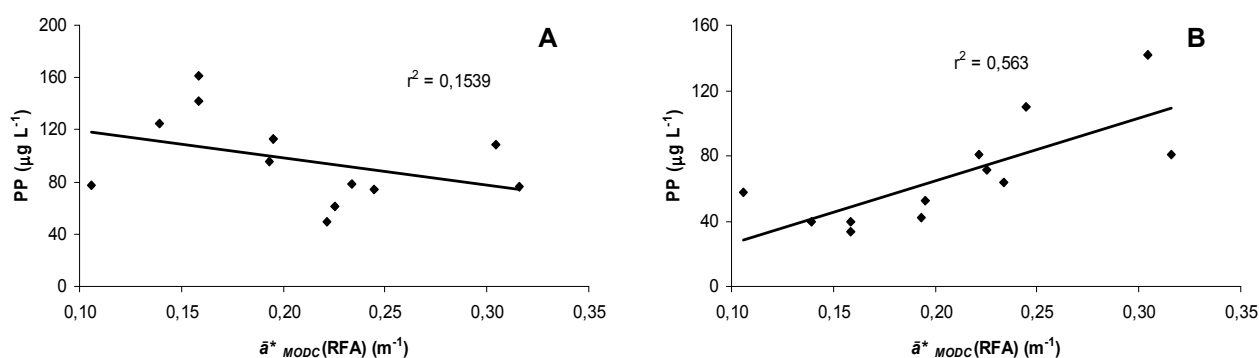 A
r² = 0,1539
PP (µg L⁻¹)
200
160
120
80
40
0
0,10 0,15 0,20 0,25 0,30 0,35
ā* MODC(RFA) (m⁻¹)
B
r² = 0,563
PP (µg L⁻¹)
160
120
80
40
0
0,10 0,15 0,20 0,25 0,30 0,35
ā* MODC(RFA) (m⁻¹)